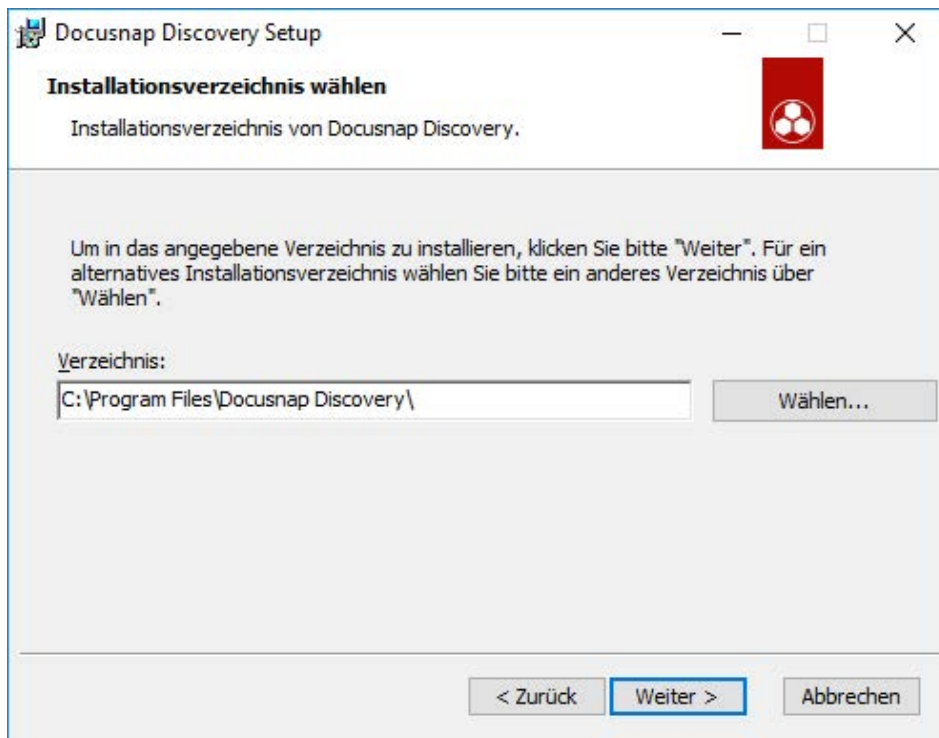 Docusnap Discovery Setup
Installationsverzeichnis wählen
Installationsverzeichnis von Docusnap Discovery.
Um in das angegebene Verzeichnis zu installieren, klicken Sie bitte "Weiter". Für ein
alternatives Installationsverzeichnis wählen Sie bitte ein anderes Verzeichnis über
"Wählen".
Verzeichnis:
C:\Program Files\Docusnap Discovery\
Wählen...
< Zurück
Weiter >
Abbrechen